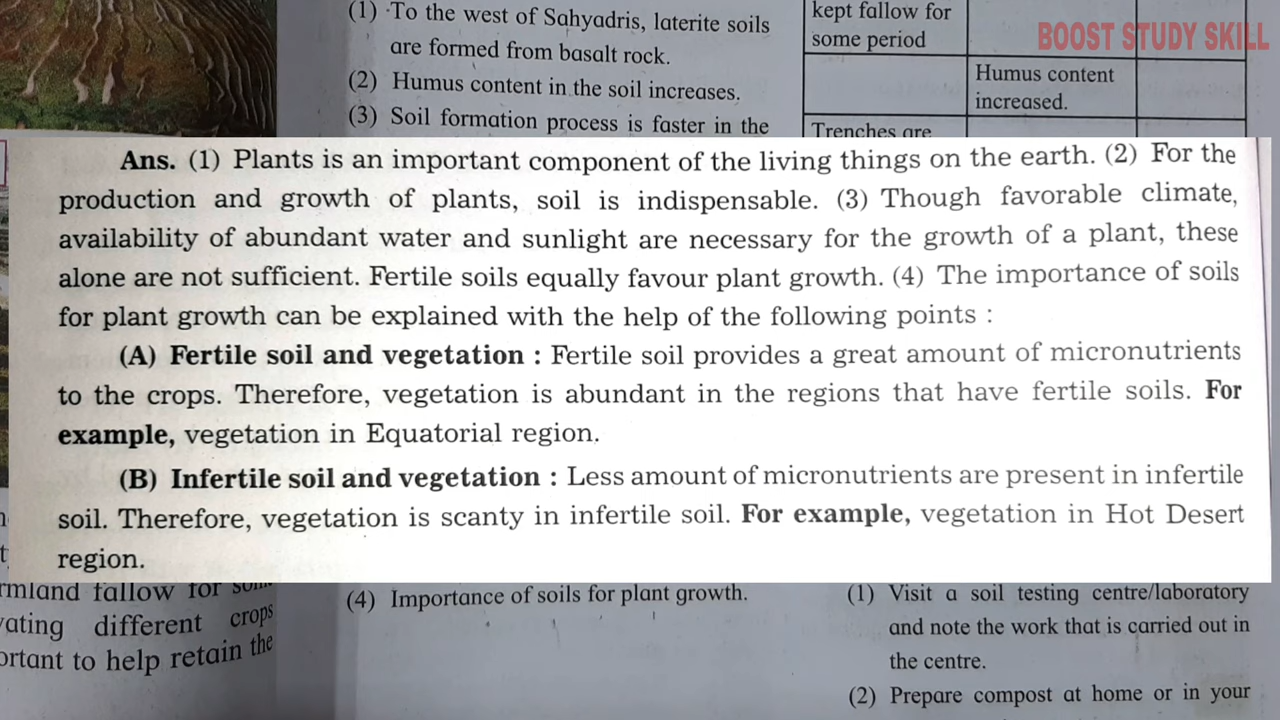 (1) To the west of Sahyadris, laterite soils
are formed from basalt rock.
(2) Humus content in the soil increases.
(3) Soil formation process is faster in the
kept fallow for
some period
Humus content
increased.
Trenches are
BOOST STUDY SKILL
Ans. (1) Plants is an important component of the living things on the earth. (2) For the
production and growth of plants, soil is indispensable. (3) Though favorable climate,
availability of abundant water and sunlight are necessary for the growth of a plant, these
alone are not sufficient. Fertile soils equally favour plant growth. (4) The importance of soils
for plant growth can be explained with the help of the following points :
(A) Fertile soil and vegetation : Fertile soil provides a great amount of micronutrients
to the crops. Therefore, vegetation is abundant in the regions that have fertile soils. For
example, vegetation in Equatorial region.
(B) Infertile soil and vegetation : Less amount of micronutrients are present in infertile
soil. Therefore, vegetation is scanty in infertile soil. For example, vegetation in Hot Desert
region.
fallow for
different crops
to help retain the
(4) Importance of soils for plant growth.
(1) Visit a soil testing centre/laboratory
and note the work that is carried out in
the centre.
(2) Prepare compost at home or in your